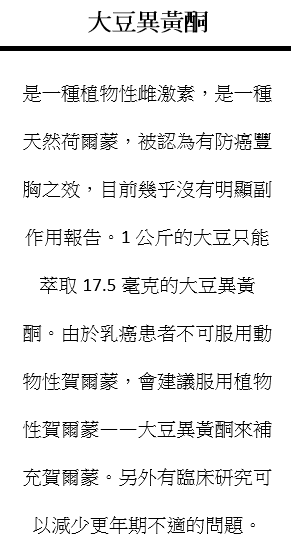 大豆異黃酮
是一種植物性雌激素，是一種
天然荷爾蒙，被認為有防癌豐
胸之效，目前幾乎沒有明顯副
作用報告。1 公斤的大豆只能
萃取 17.5 毫克的大豆異黃
酮。由於乳癌患者不可服用動
物性賀爾蒙，會建議服用植物
性賀爾蒙——大豆異黃酮來補
充賀爾蒙。另外有臨床研究可
以減少更年期不適的問題。